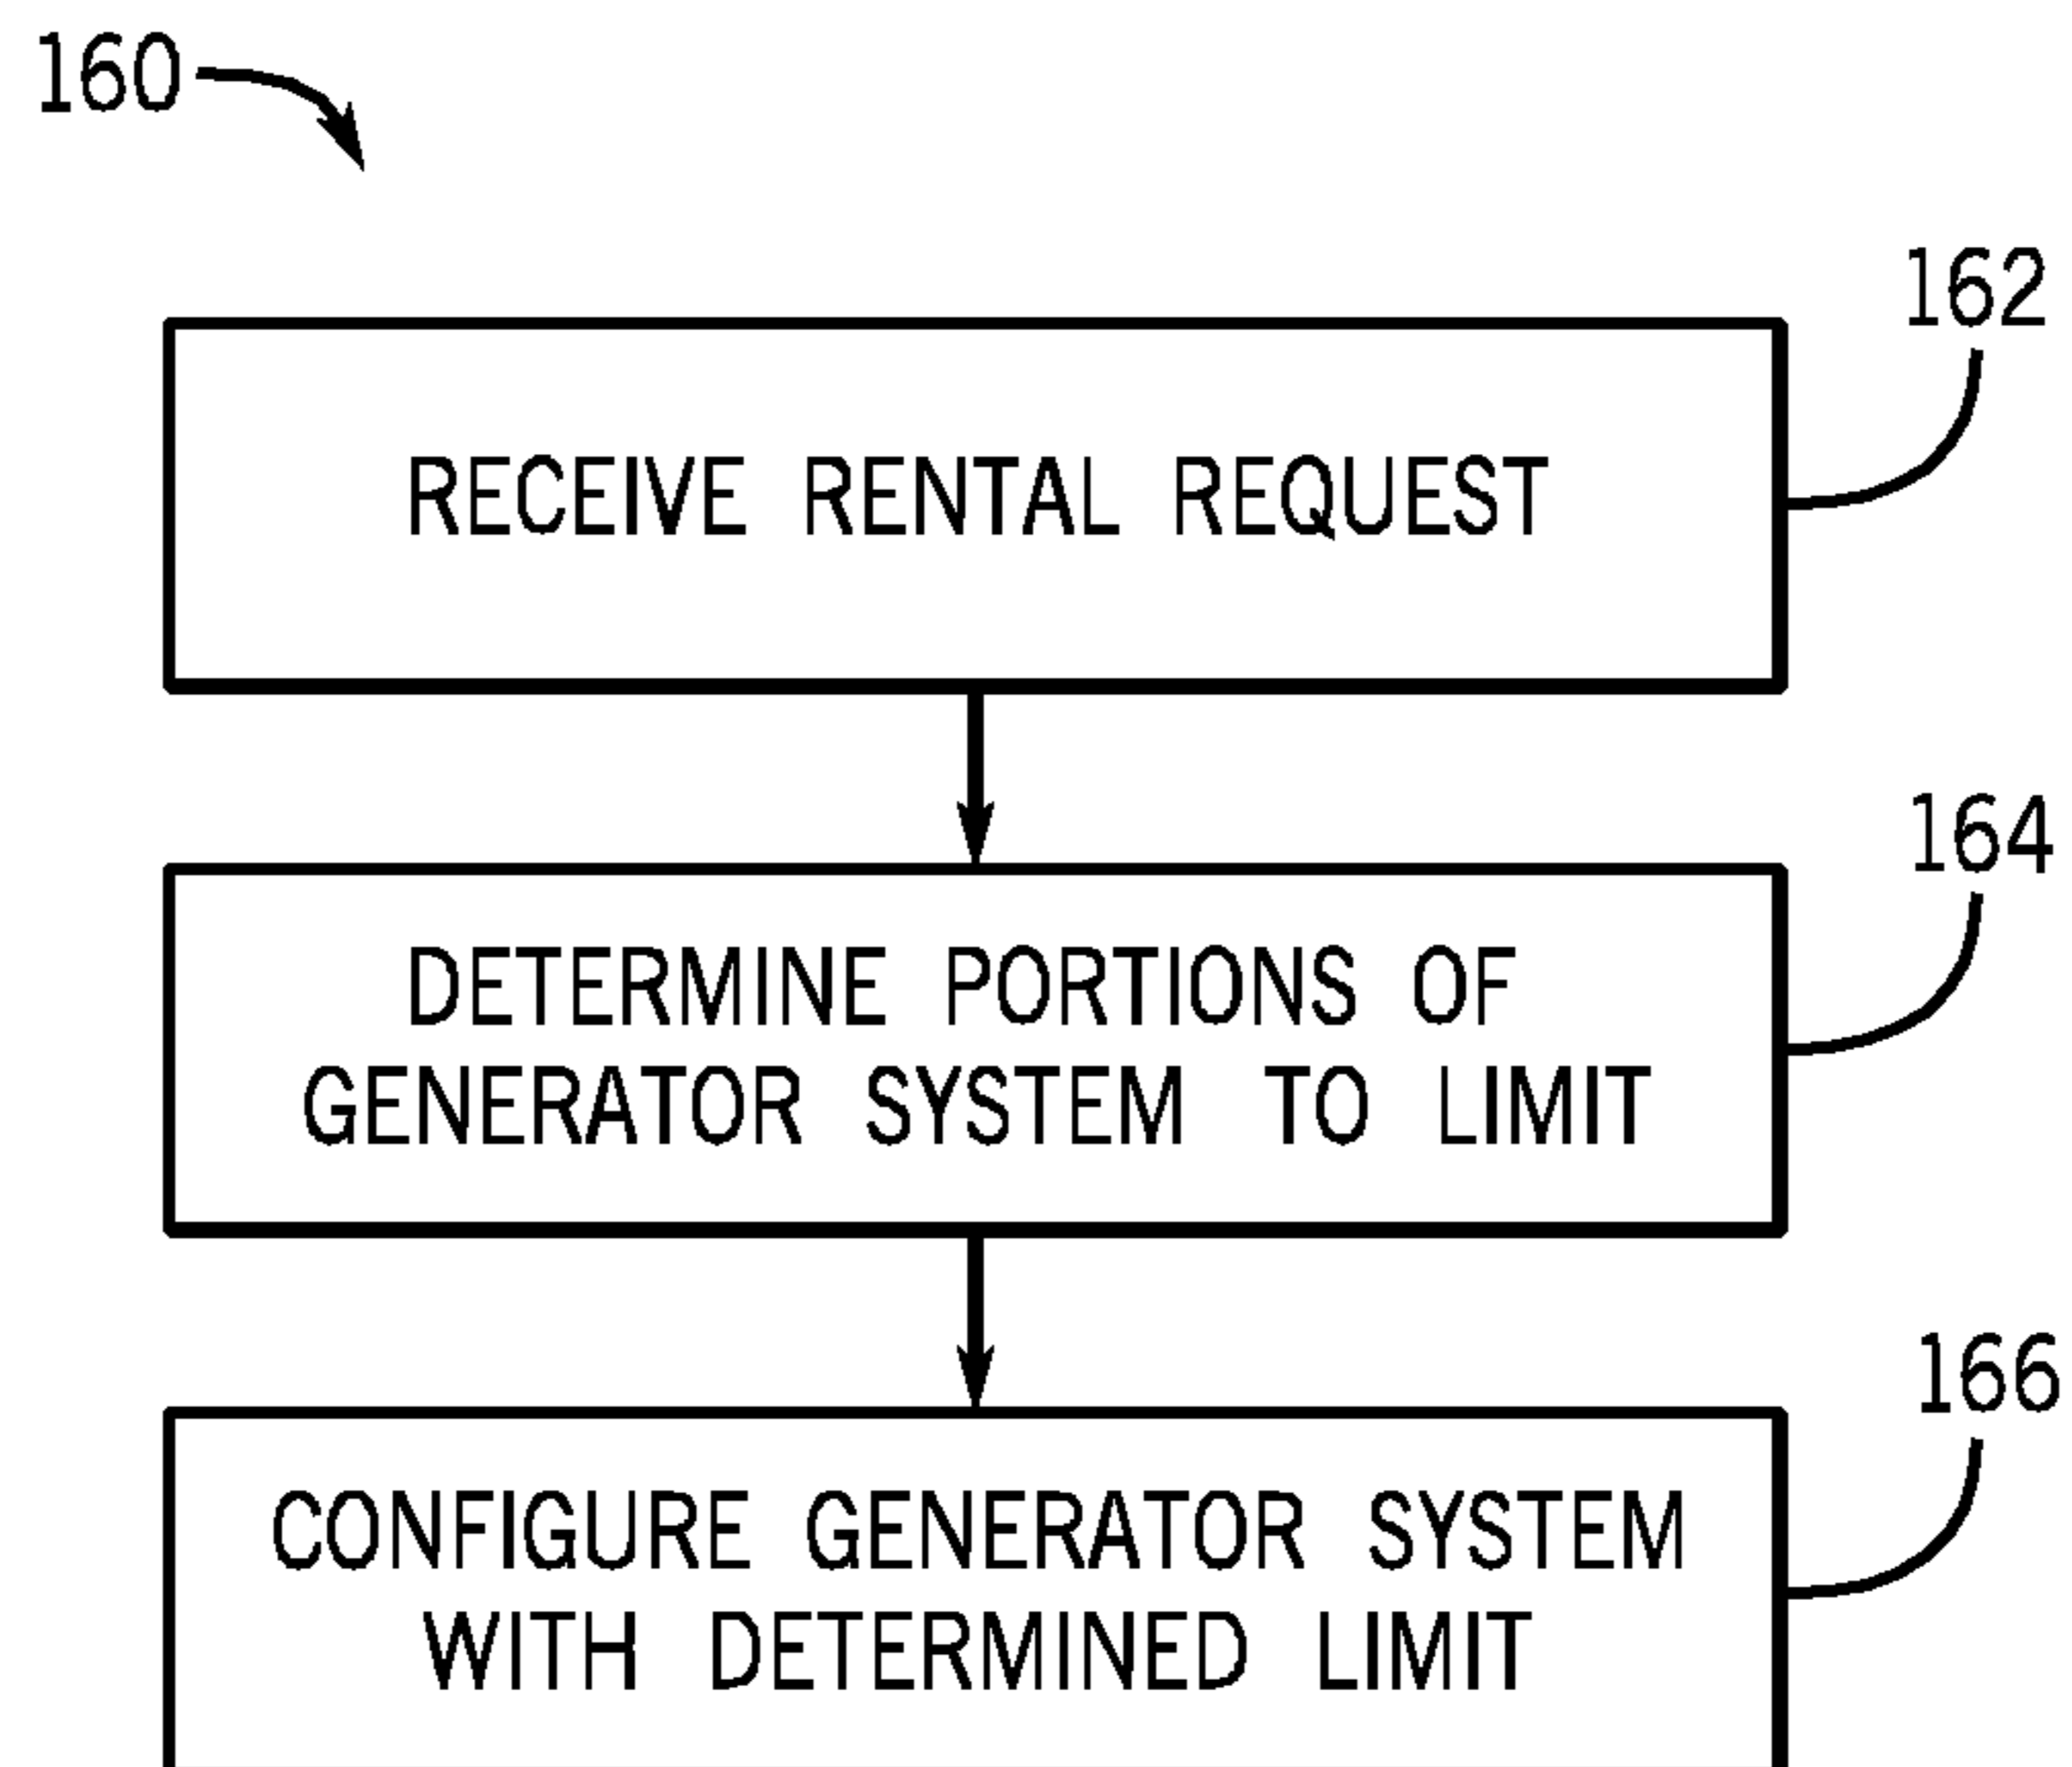 160
162
RECEIVE RENTAL REQUEST
164
DETERMINE PORTIONS OF
GENERATOR SYSTEM TO LIMIT
166
CONFIGURE GENERATOR SYSTEM
WITH DETERMINED LIMIT